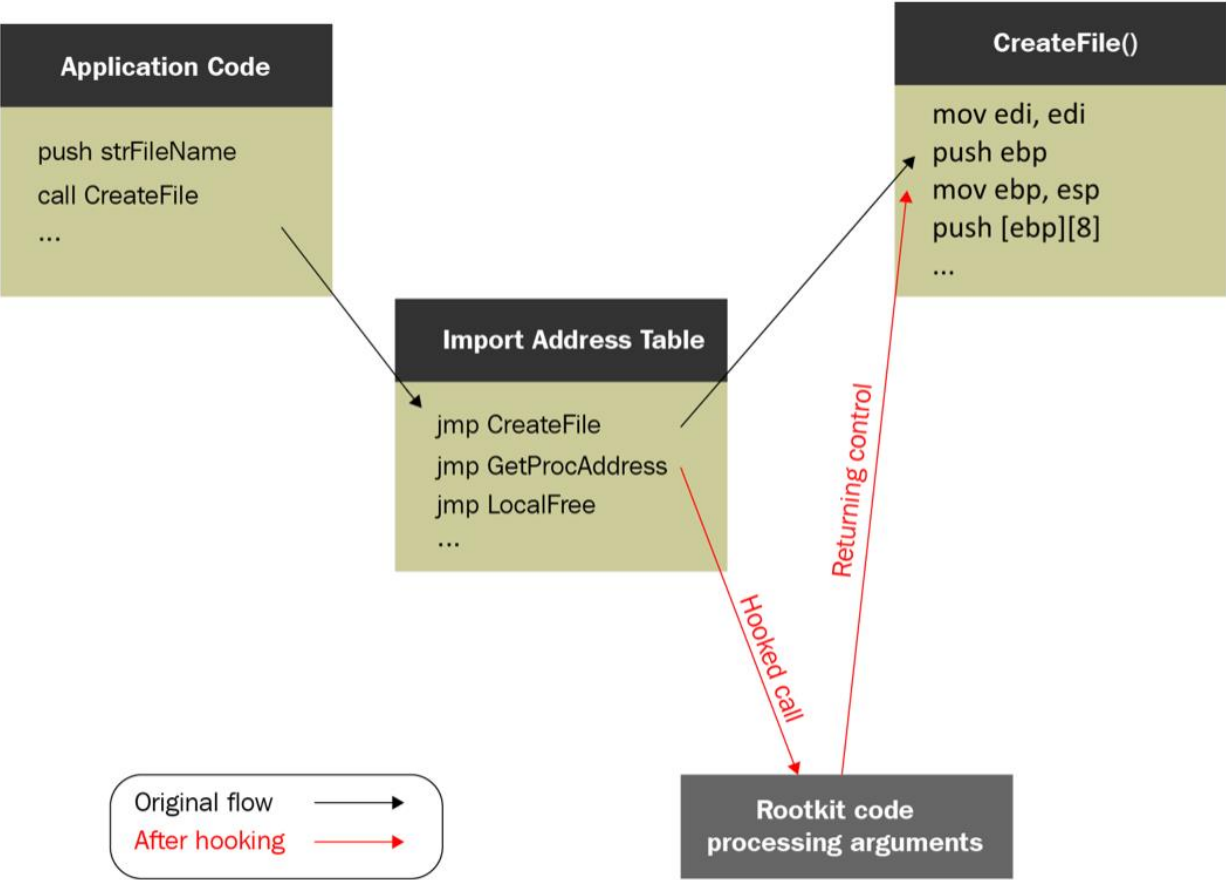 Application Code
push strFileName
call CreateFile
...
Import Address Table
jmp CreateFile
jmp GetProcAddress
jmp LocalFree
...
CreateFile()
mov edi, edi
push ebp
mov ebp, esp
push [ebp][8]
...
Hooked call
Returning control
Rootkit code
processing arguments
Original flow
After hooking